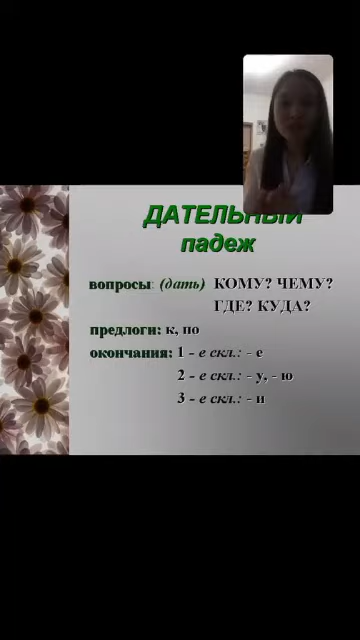 ДАТЕЛЬНЫЙ
падеж
вопросы: (дать) КОМУ? ЧЕМУ?
ГДЕ? КУДА?
предлоги: к, по
окончания: 1 - е скл.: - е
2 - е скл.: - у, - ю
3 - е скл.: - и